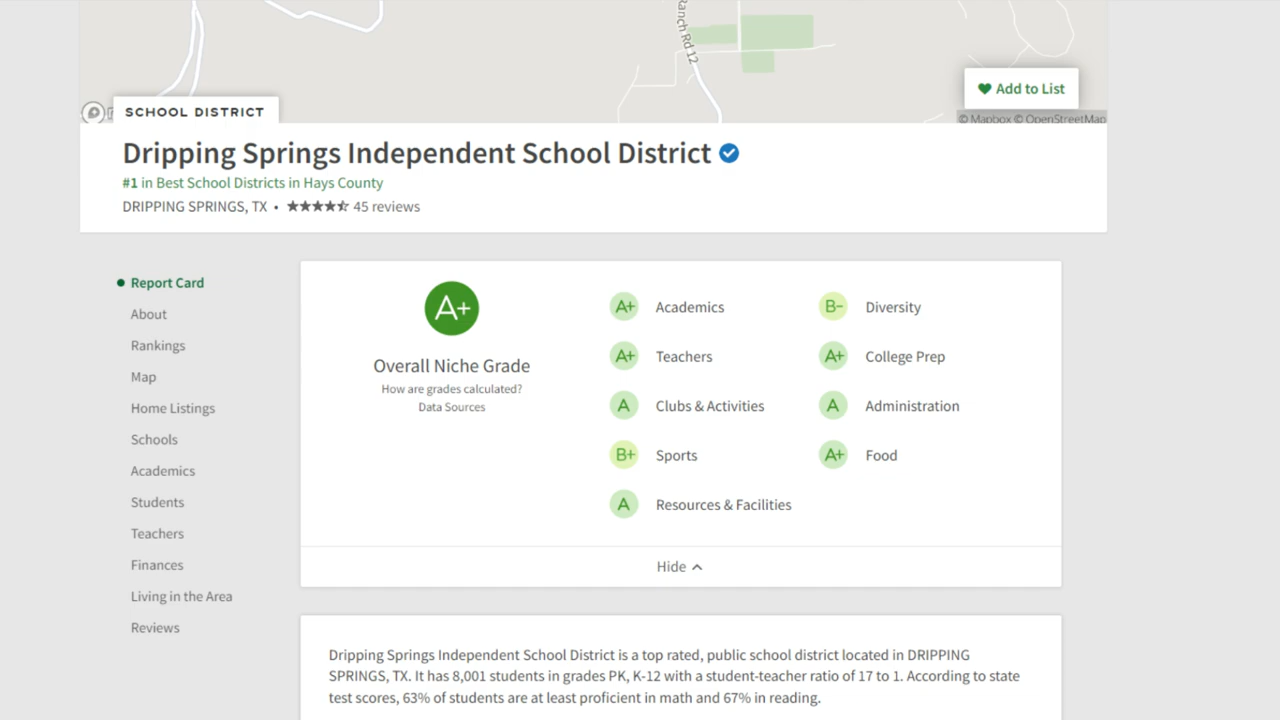 Ranch Rd 12
Add to List
© Mapbox © OpenStreetMap
SCHOOL DISTRICT
Dripping Springs Independent School District
#1 in Best School Districts in Hays County
DRIPPING SPRINGS, TX • 45 reviews
Report Card
About
Rankings
Map
Home Listings
Schools
Academics
Students
Teachers
Finances
Living in the Area
Reviews
A+
Overall Niche Grade
How are grades calculated?
Data Sources
A+ Academics
A+ Teachers
A Clubs & Activities
B+ Sports
A Resources & Facilities
B- Diversity
A+ College Prep
A Administration
A+ Food
Hide
Dripping Springs Independent School District is a top rated, public school district located in DRIPPING
SPRINGS, TX. It has 8,001 students in grades PK, K-12 with a student-teacher ratio of 17 to 1. According to state
test scores, 63% of students are at least proficient in math and 67% in reading.